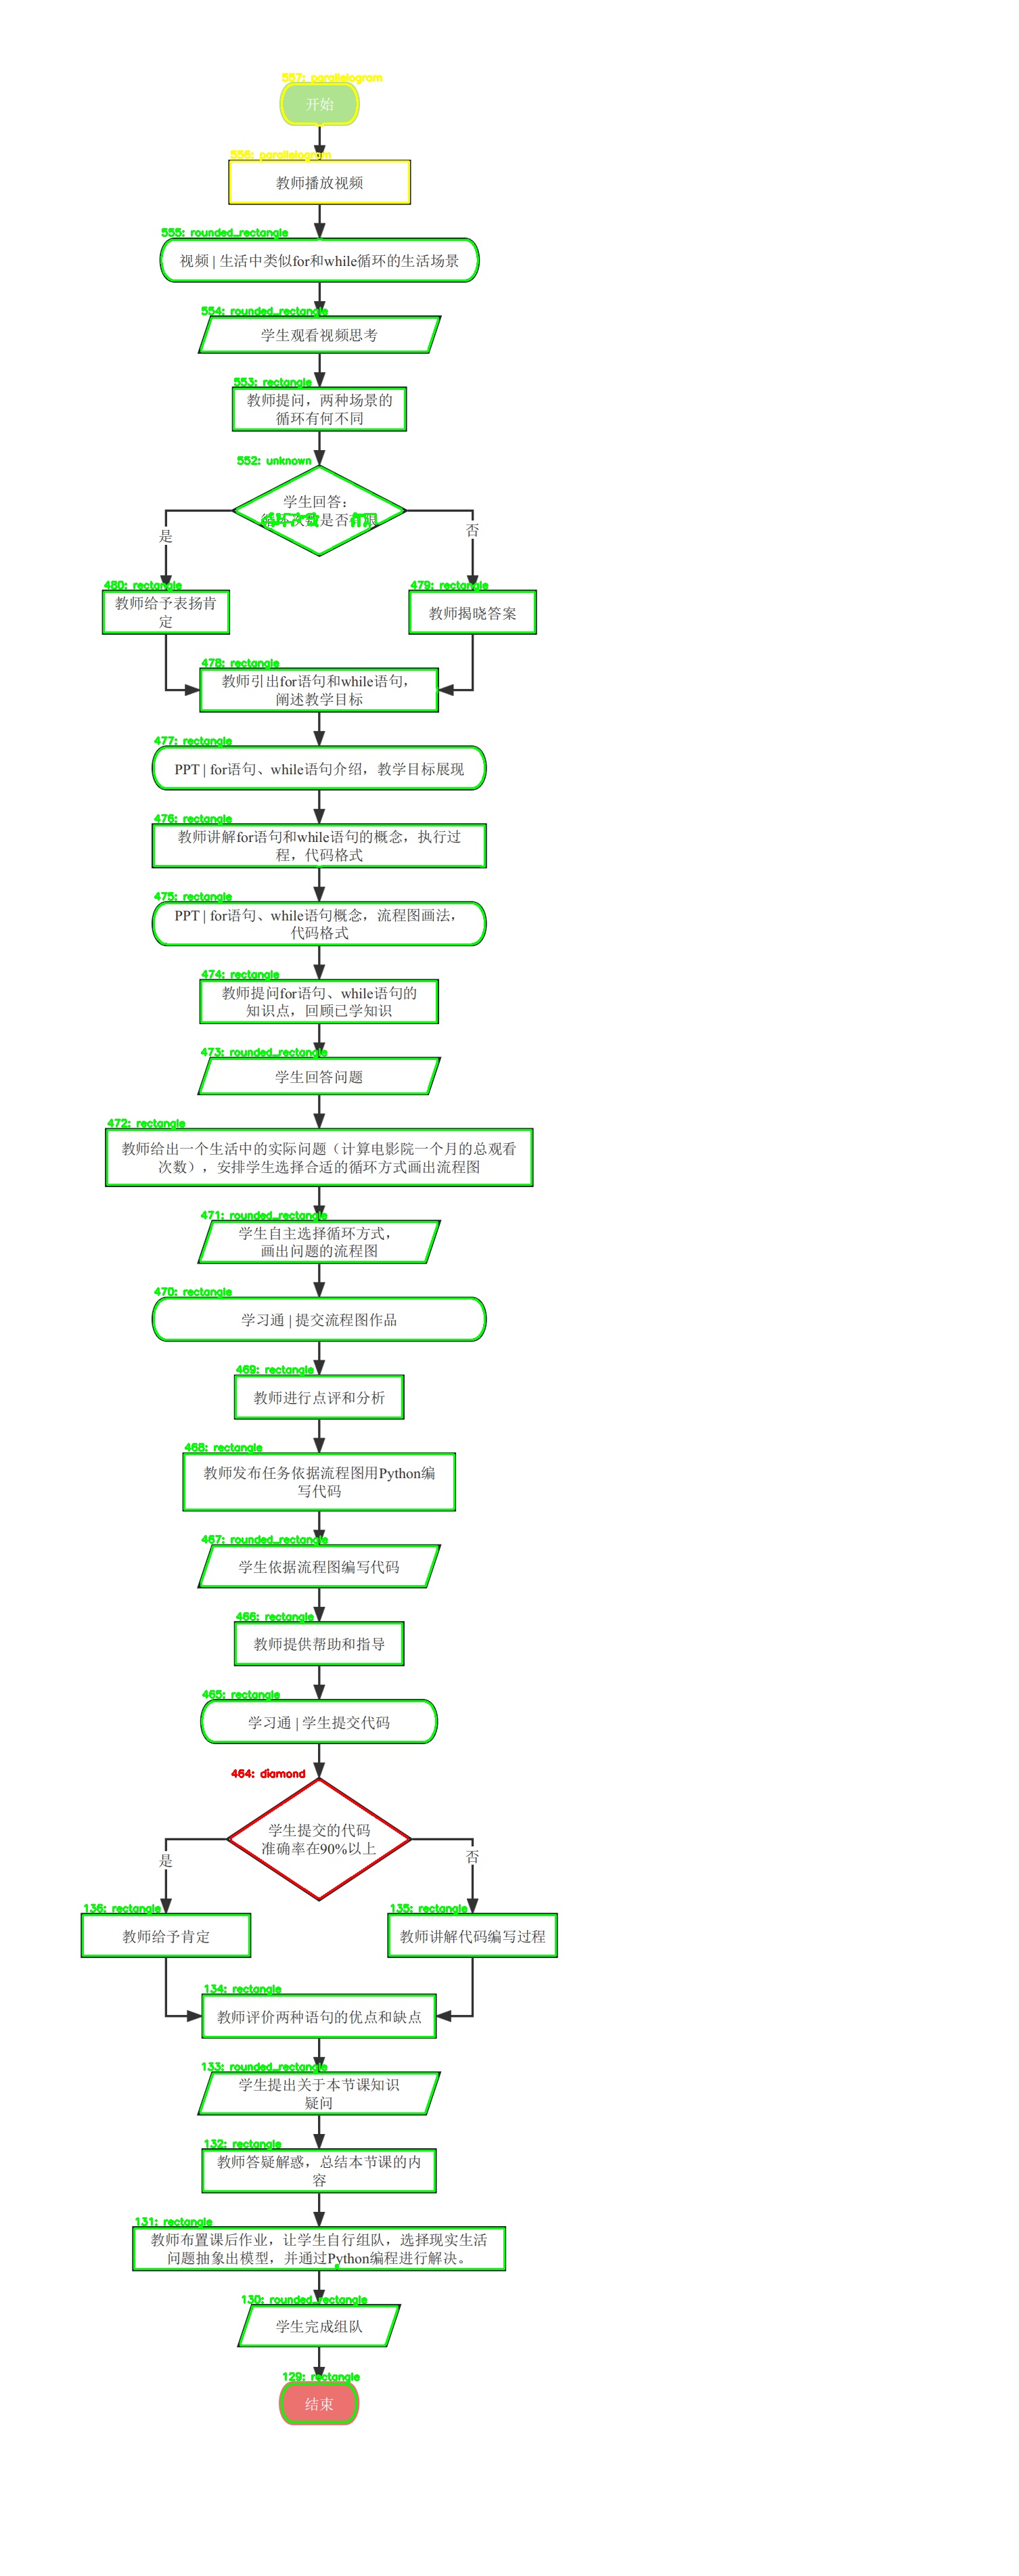 557: parallelogram
开始
556: parallelogram
教师播放视频
555: rounded_rectangle
视频 | 生活中类似for和while循环的生活场景
554: rounded_rectangle
学生观看视频思考
553: rectangle
教师提问，两种场景的
循环有何不同
552: unknown
学生回答：
循环次数是否有限
是
否
480: rectangle
教师给予表扬肯
定
479: rectangle
教师揭晓答案
478: rectangle
教师引出for语句和while语句，
阐述教学目标
477: rectangle
PPT | for语句、while语句介绍，教学目标展现
476: rectangle
教师讲解for语句和while语句的概念，执行过
程，代码格式
475: rectangle
PPT | for语句、while语句概念，流程图画法，
代码格式
474: rectangle
教师提问for语句、while语句的
知识点，回顾已学知识
473: rounded_rectangle
学生回答问题
472: rectangle
教师给出一个生活中的实际问题（计算电影院一个月的总观看
次数），安排学生选择合适的循环方式画出流程图
471: rounded_rectangle
学生自主选择循环方式，
画出问题的流程图
470: rectangle
学习通 | 提交流程图作品
469: rectangle
教师进行点评和分析
468: rectangle
教师发布任务依据流程图用Python编
写代码
467: rounded_rectangle
学生依据流程图编写代码
466: rectangle
教师提供帮助和指导
465: rectangle
学习通 | 学生提交代码
464: diamond
学生提交的代码
准确率在90%以上
是
否
136: rectangle
教师给予肯定
135: rectangle
教师讲解代码编写过程
134: rectangle
教师评价两种语句的优点和缺点
133: rounded_rectangle
学生提出关于本节课知识
疑问
132: rectangle
教师答疑解惑，总结本节课的内
容
131: rectangle
教师布置课后作业，让学生自行组队，选择现实生活
问题抽象出模型，并通过Python编程进行解决。
130: rounded_rectangle
学生完成组队
129: rectangle
结束